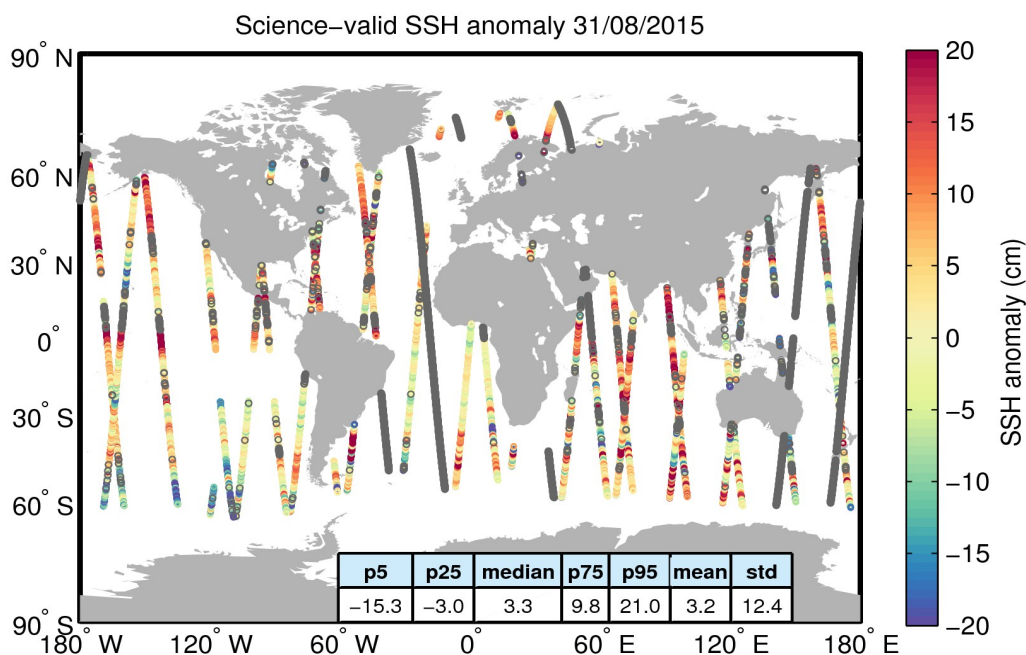 Science−valid SSH anomaly 31/08/2015
90° N
60° N
30° N
0°
30° S
60° S
90° S
180° W
120° W
60° W
0°
60° E
120° E
180° E
p5 p25 median p75 p95 mean std
−15.3 −3.0 3.3 9.8 21.0 3.2 12.4
20
15
10
5
0
−5
−10
−15
−20
SSH anomaly (cm)